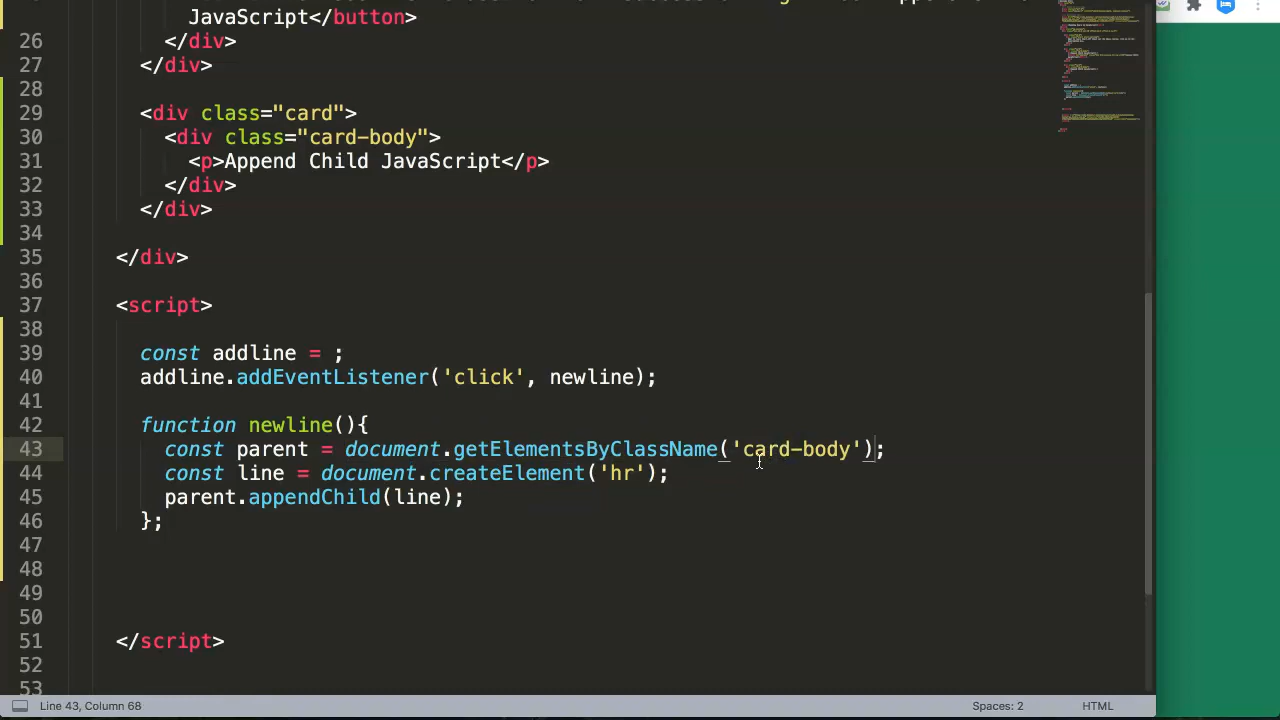 JavaScript</button>
26 </div>
27 </div>
28
29 <div class="card">
30 <div class="card-body">
31 <p>Append Child JavaScript</p>
32 </div>
33 </div>
34
35 </div>
36
37 <script>
38
39 const addline = ;
40 addline.addEventListener('click', newline);
41
42 function newline(){
43 const parent = document.getElementsByClassName('card-body');
44 const line = document.createElement('hr');
45 parent.appendChild(line);
46 };
47
48
49
50
51 </script>
52
53
Line 43, Column 68 Spaces: 2 HTML